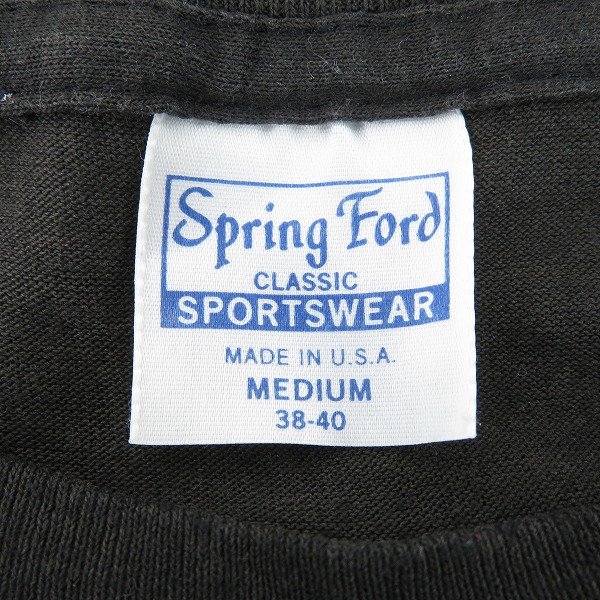 Spring Ford
CLASSIC
SPORTSWEAR
MADE IN U.S.A.
MEDIUM
38-40